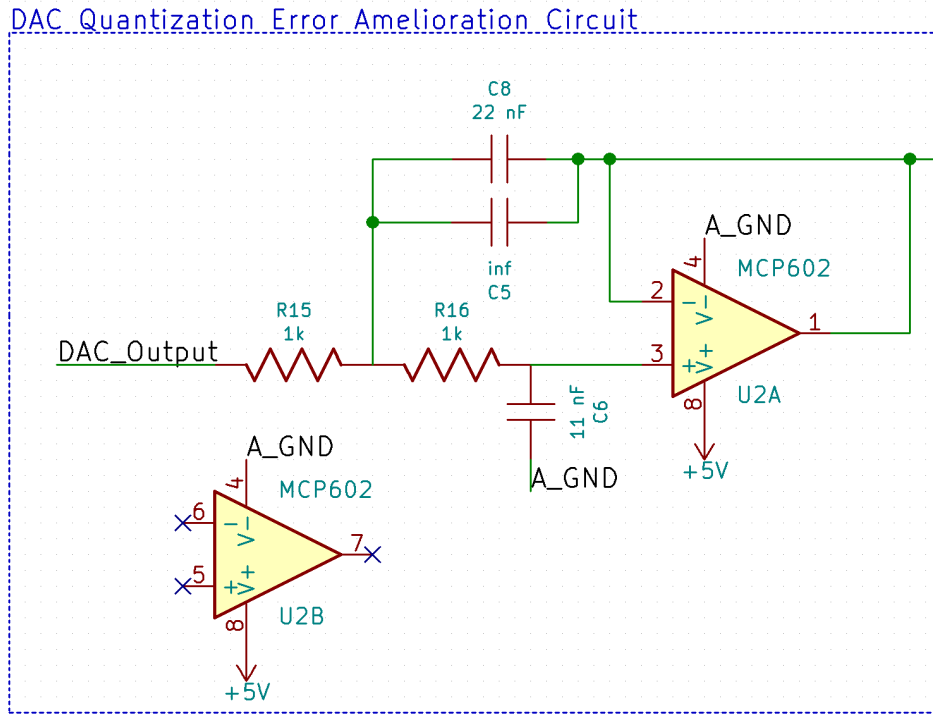 DAC Quantization Error Amelioration Circuit
C8
22 nF
inf
C5
A_GND
4
MCP602
2
-
V-
1
3
+
V+
8
U2A
+5V
R15
1k
R16
1k
DAC_Output
11 nF
C6
A_GND
A_GND
4
MCP602
6
-
V-
7
5
+
V+
8
U2B
+5V